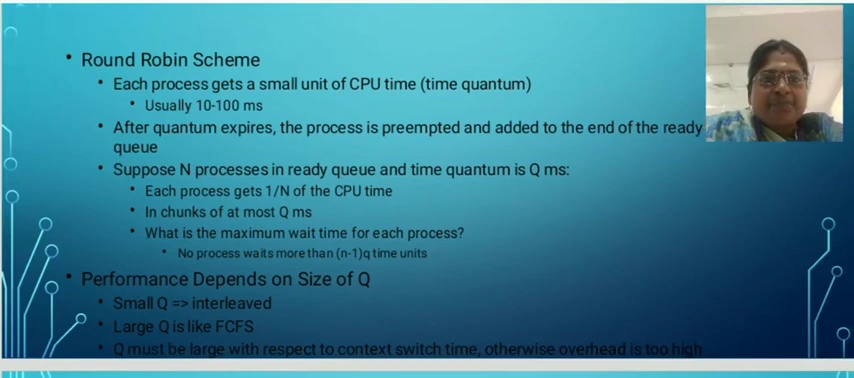 Round Robin Scheme
Each process gets a small unit of CPU time (time quantum)
Usually 10-100 ms
After quantum expires, the process is preempted and added to the end of the ready
queue
Suppose N processes in ready queue and time quantum is Q ms:
Each process gets 1/N of the CPU time
In chunks of at most Q ms
What is the maximum wait time for each process?
No process waits more than (n-1)q time units
Performance Depends on Size of Q
Small Q => interleaved
Large Q is like FCFS
Q must be large with respect to context switch time, otherwise overhead is too high